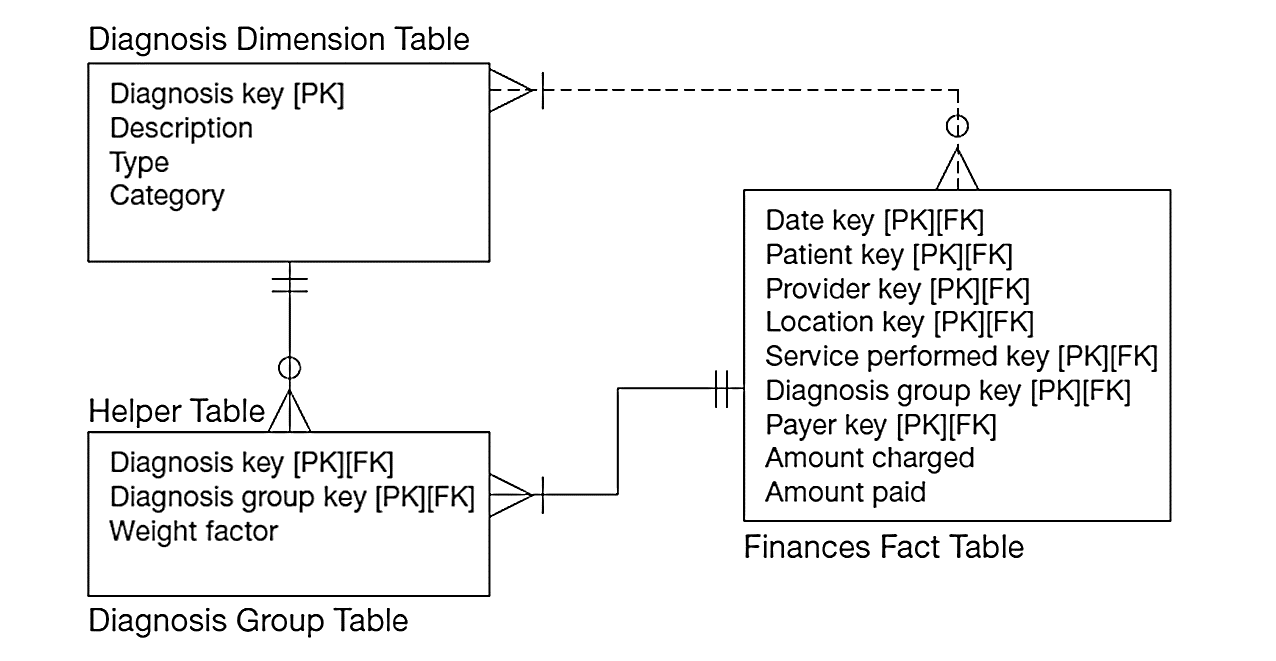 Diagnosis Dimension Table
Diagnosis key [PK]
Description
Type
Category
Helper Table
Diagnosis key [PK][FK]
Diagnosis group key [PK][FK]
Weight factor
Diagnosis Group Table
Date key [PK][FK]
Patient key [PK][FK]
Provider key [PK][FK]
Location key [PK][FK]
Service performed key [PK][FK]
Diagnosis group key [PK][FK]
Payer key [PK][FK]
Amount charged
Amount paid
Finances Fact Table